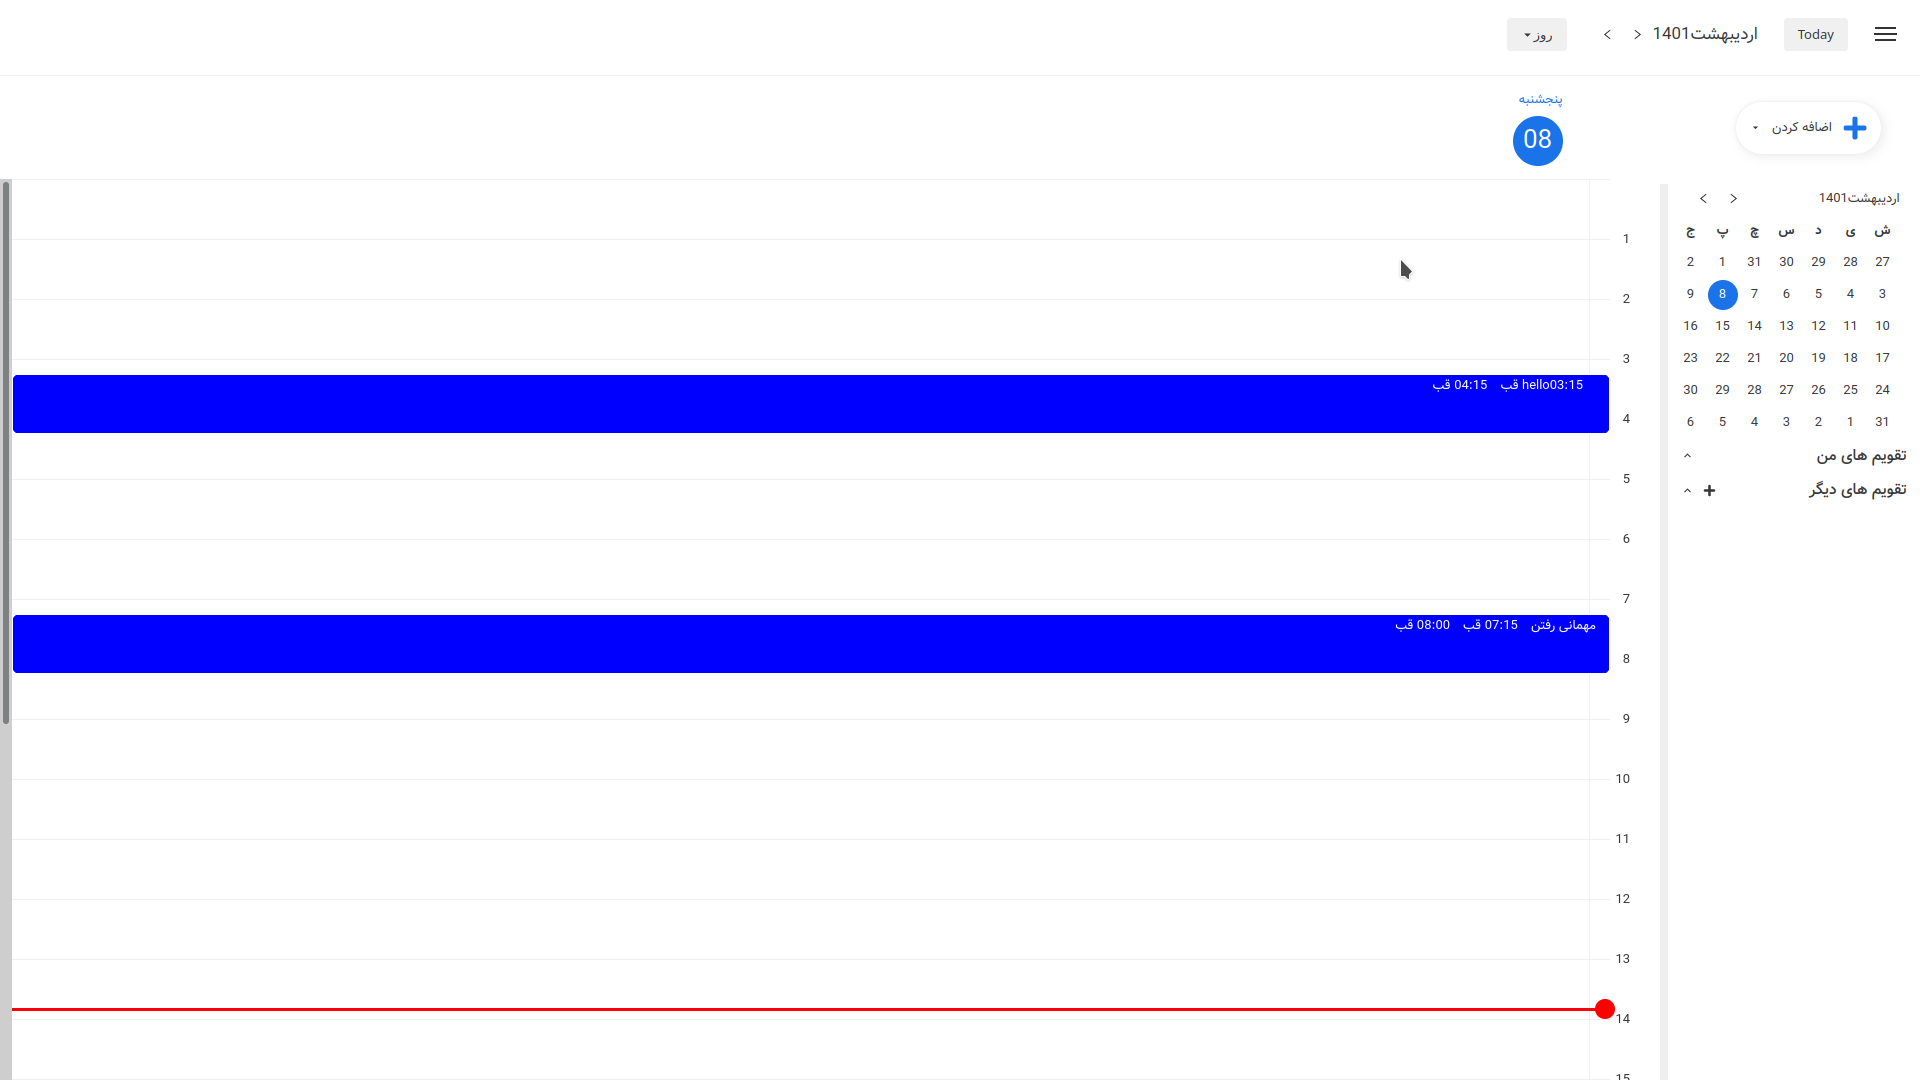 Today
اردیبهشت1401
روز
اضافه کردن
پنجشنبه
08
اردیبهشت1401
ش ی د س چ پ ج
27 28 29 30 31 1 2
3 4 5 6 7 8 9
10 11 12 13 14 15 16
17 18 19 20 21 22 23
24 25 26 27 28 29 30
31 1 2 3 4 5 6
تقویم های من
تقویم های دیگر
1
2
3
hello03:15 قب 04:15 قب
4
5
6
7
مهمانی رفتن 07:15 قب 08:00 قب
8
9
10
11
12
13
14
15